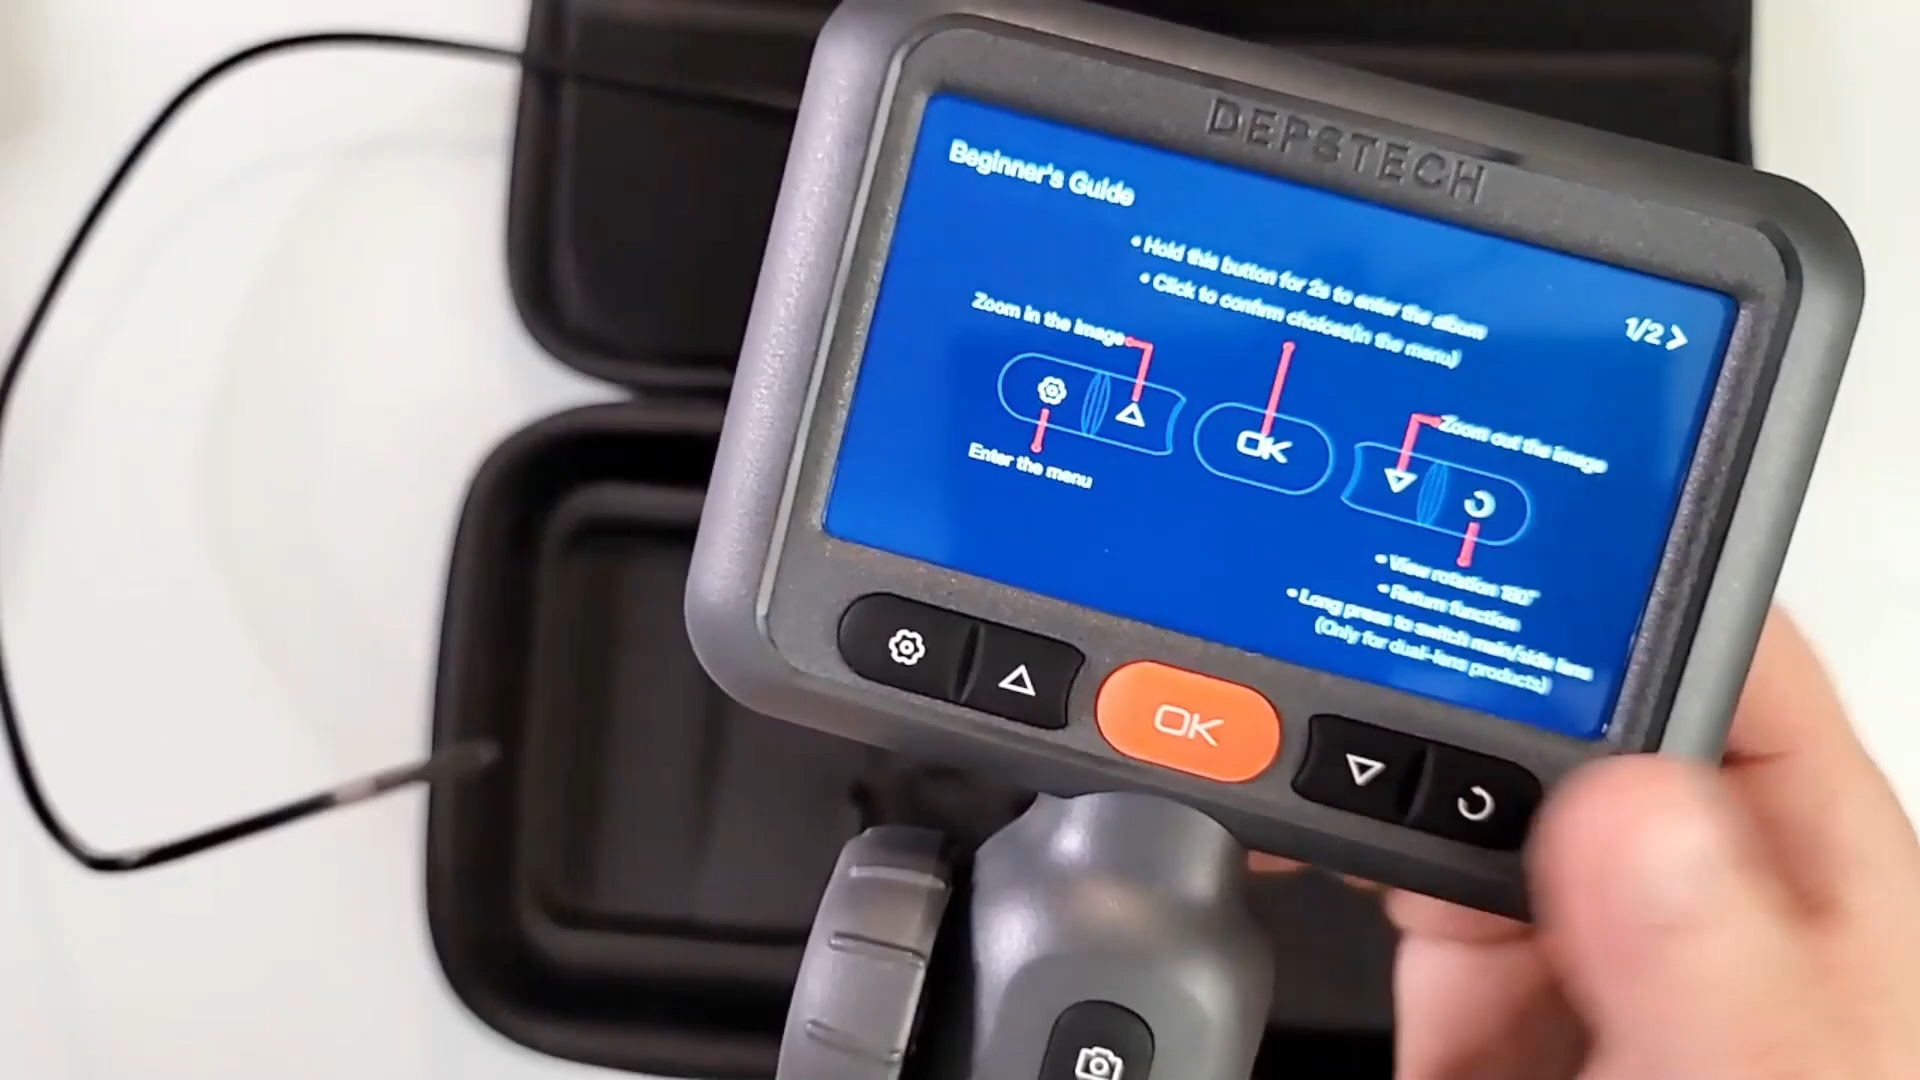 DEPSTECH
Beginner's Guide
• Hold this button for 2s to enter the album
• Click to confirm choices(in the menu)
1/2 >
Zoom in the image
OK
Zoom out the image
Enter the menu
• View rotation 180°
• Return function
• Long press to switch main/side lens
(Only for dual-lens products)
OK